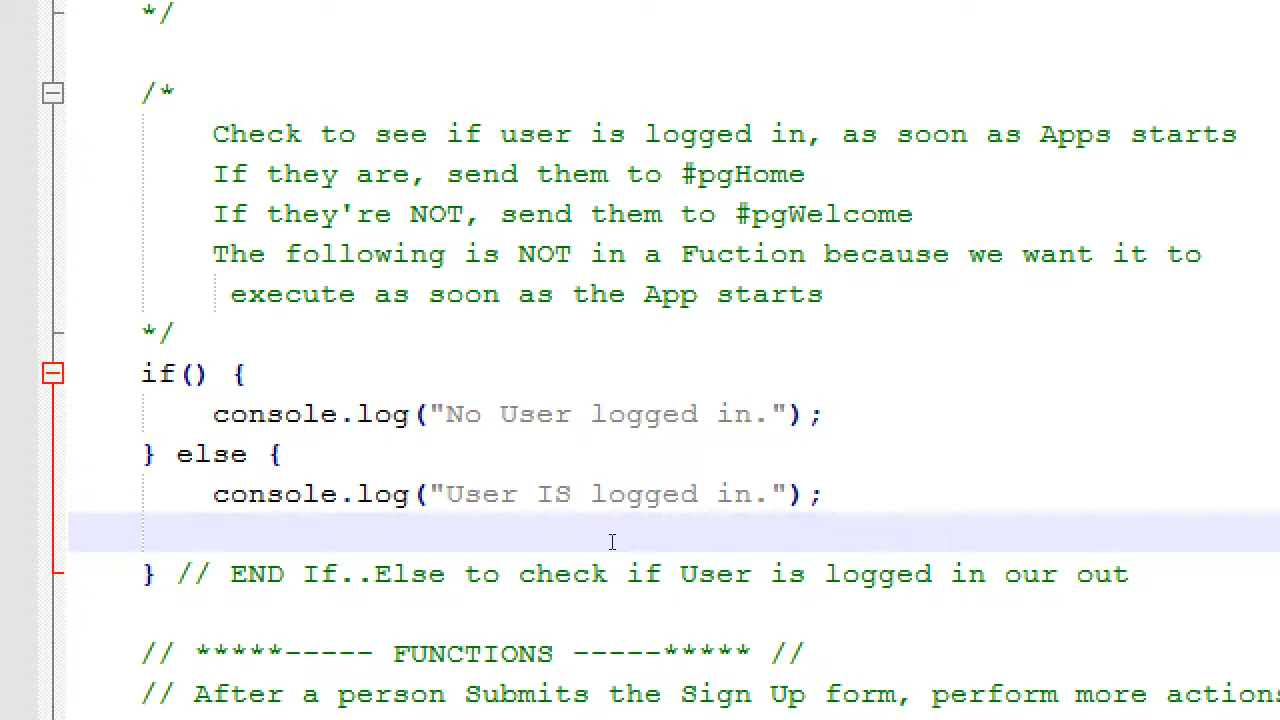 */
/*
Check to see if user is logged in, as soon as Apps starts
If they are, send them to #pgHome
If they're NOT, send them to #pgWelcome
The following is NOT in a Fuction because we want it to
execute as soon as the App starts
*/
if() {
console.log("No User logged in.");
} else {
console.log("User IS logged in.");
} // END If..Else to check if User is logged in our out
// *****----- FUNCTIONS -----***** //
// After a person Submits the Sign Up form, perform more actions